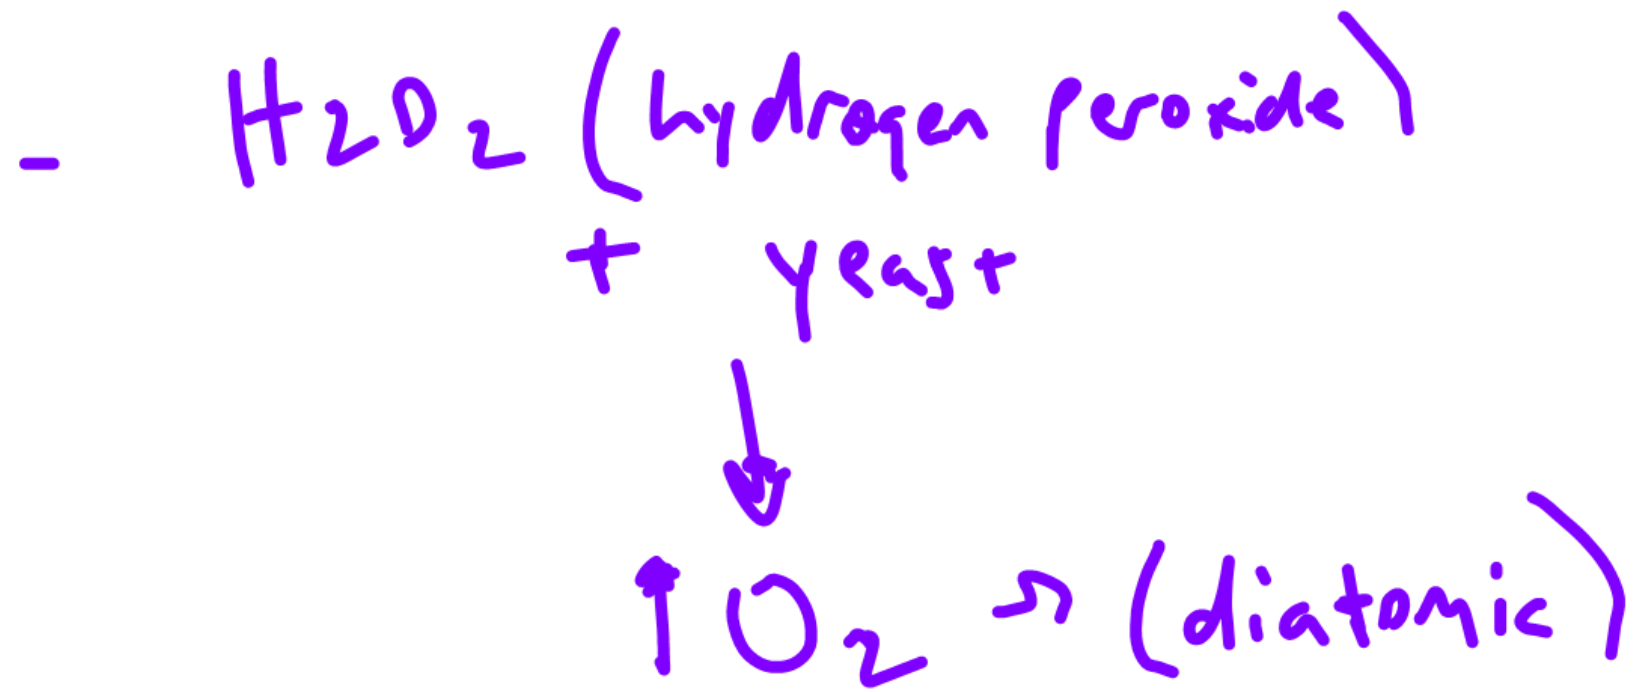 - H2O2 (hydrogen peroxide)
+ yeast
↓
↑ O2 → (diatomic)